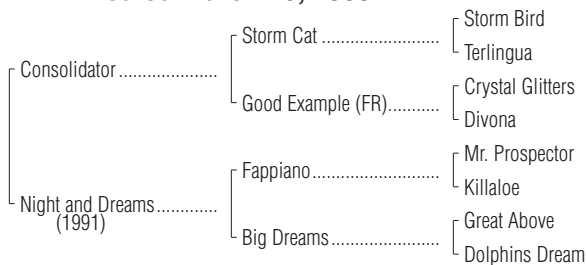 Storm Bird
Storm Cat
Terlingua
Consolidator
Crystal Glitters
Good Example (FR)
Divona
Mr. Prospector
Fappiano
Killaloe
Night and Dreams
(1991)
Great Above
Big Dreams
Dolphins Dream